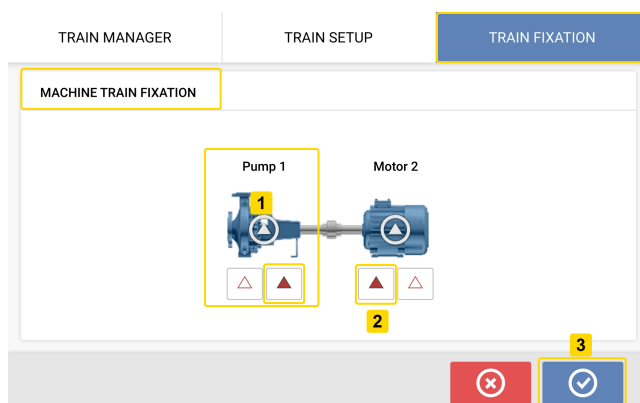 TRAIN MANAGER
TRAIN SETUP
TRAIN FIXATION
MACHINE TRAIN FIXATION
Pump 1
Motor 2
1
2
3